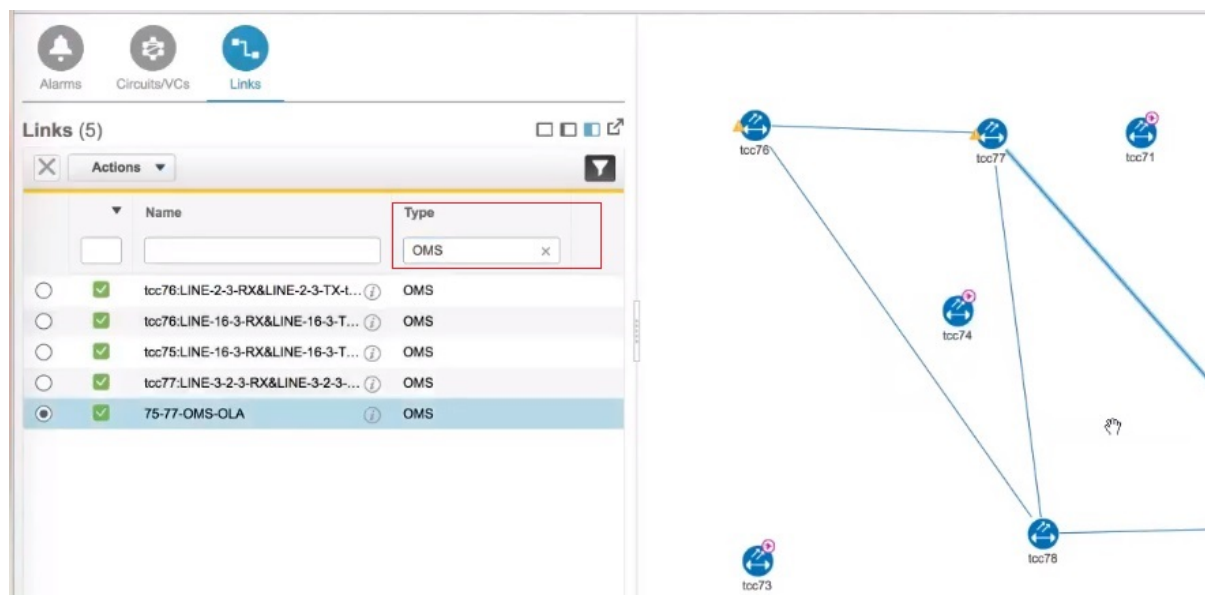 Alarms
Circuits/VCs
Links
Links (5)
Actions
Name
Type
OMS
tcc76:LINE-2-3-RX&LINE-2-3-TX-t... OMS
tcc76:LINE-16-3-RX&LINE-16-3-T... OMS
tcc75:LINE-16-3-RX&LINE-16-3-T... OMS
tcc77:LINE-3-2-3-RX&LINE-3-2-3-... OMS
75-77-OMS-OLA OMS
tcc76
tcc77
tcc71
tcc74
tcc78
tcc73